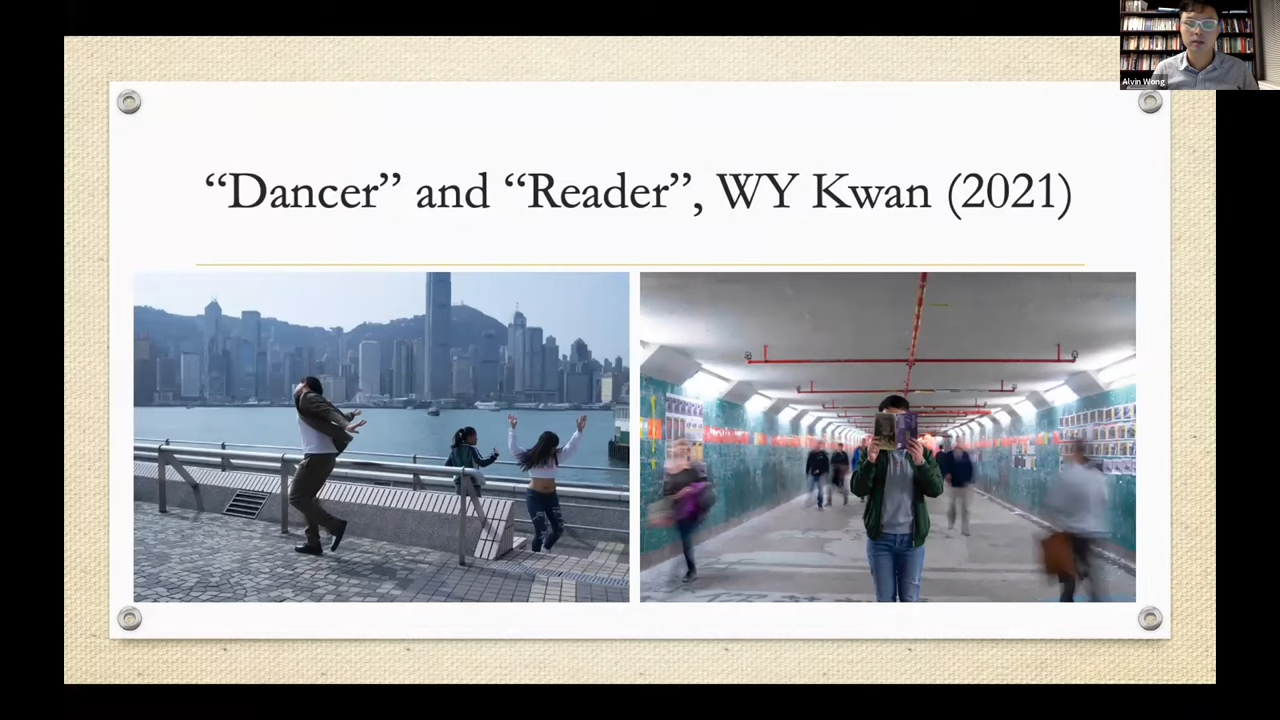 Alvin Wong
“Dancer” and “Reader”, WY Kwan (2021)